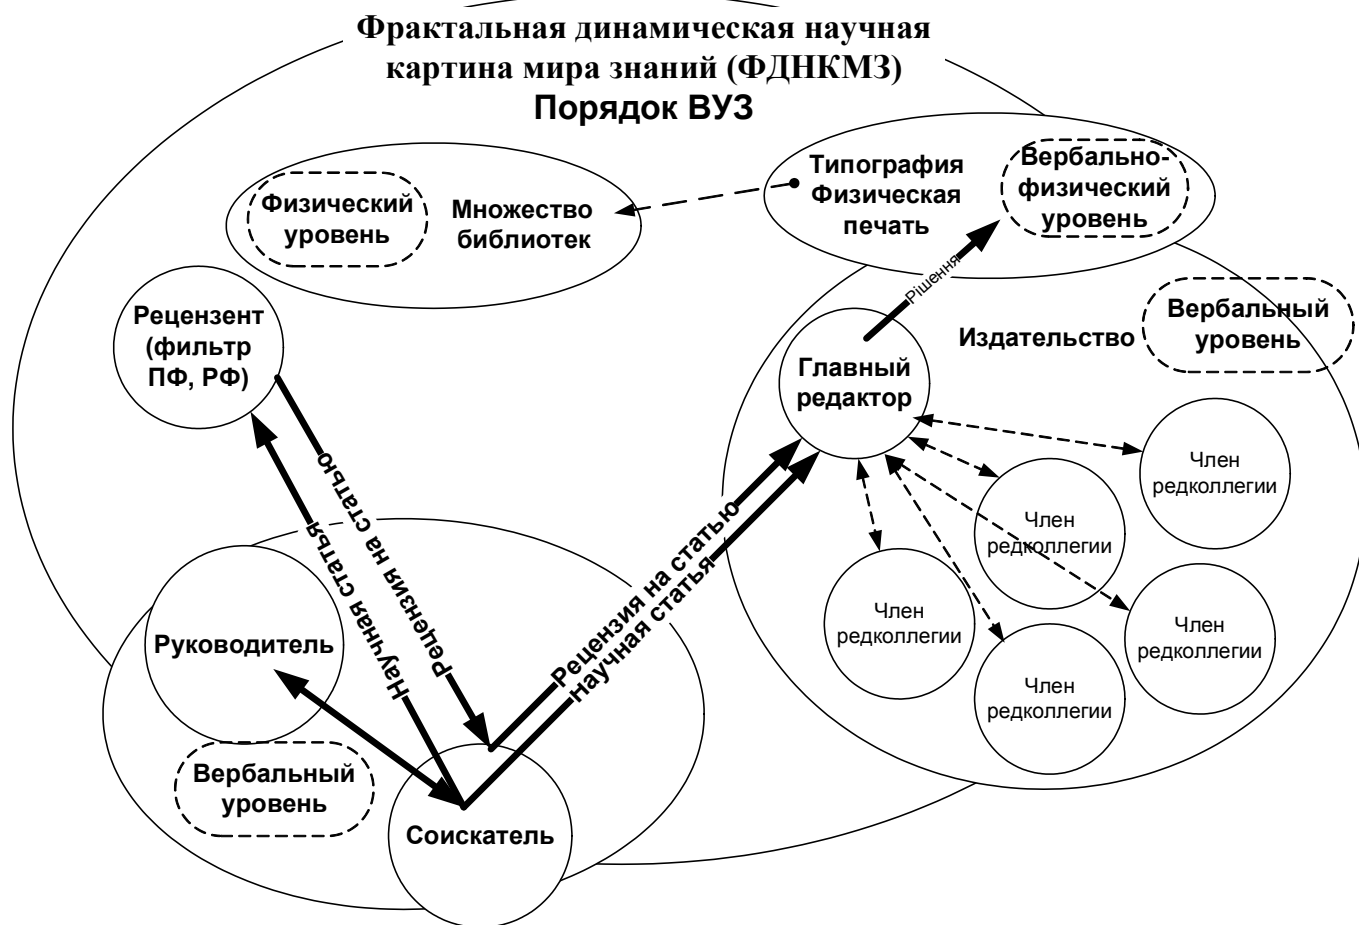 Фрактальная динамическая научная
картина мира знаний (ФДНКМЗ)
Порядок ВУЗ
Физический
уровень
Множество
библиотек
Типография
Физическая
печать
Вербально-
физический
уровень
Рішення
Рецензент
(фильтр
ПФ, РФ)
Издательство
Вербальный
уровень
Главный
редактор
Член
редколлегии
Член
редколлегии
Член
редколлегии
Член
редколлегии
Член
редколлегии
Рецензия на статью
Научная статья
Рецензия на статью
Научная статья
Руководитель
Вербальный
уровень
Соискатель